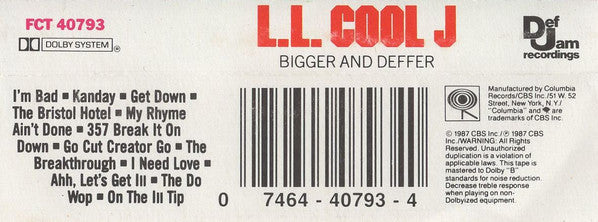 FCT 40793
DOLBY SYSTEM ®
L.L. COOL J
BIGGER AND DEFFER
Def
Jam
recordings
I'm Bad ▪ Kanday ▪ Get Down ▪
The Bristol Hotel ▪ My Rhyme
Ain't Done ▪ 357 Break It On
Down ▪ Go Cut Creator Go ▪ The
Breakthrough ▪ I Need Love ▪
Ahh, Let's Get Ill ▪ The Do
Wop ▪ On The Ill Tip
0 7464-40793-4
Manufactured by Columbia
Records/CBS Inc./51 W. 52
Street, New York, N.Y./
"Columbia" and are
trademarks of CBS Inc.
© 1987 CBS Inc./℗ 1987 CBS
Inc./WARNING: All Rights
Reserved. Unauthorized
duplication is a violation of
applicable laws. This tape is
mastered to Dolby "B"
standards for noise reduction.
Decrease treble response
when playing on non-
Dolbyized equipment.